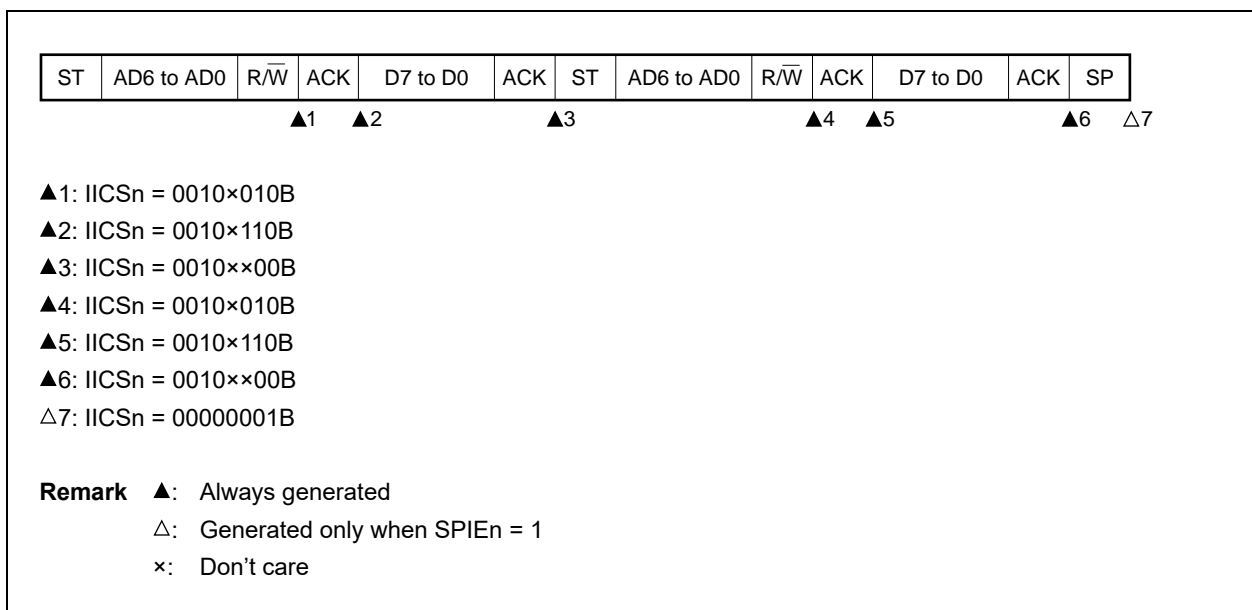 ST AD6 to AD0 R/W̅ ACK D7 to D0 ACK ST AD6 to AD0 R/W̅ ACK D7 to D0 ACK SP
▲1 ▲2 ▲3 ▲4 ▲5 ▲6 △7
▲1: IICSn = 0010×010B
▲2: IICSn = 0010×110B
▲3: IICSn = 0010××00B
▲4: IICSn = 0010×010B
▲5: IICSn = 0010×110B
▲6: IICSn = 0010××00B
△7: IICSn = 00000001B
Remark ▲: Always generated
△: Generated only when SPIEn = 1
×: Don’t care